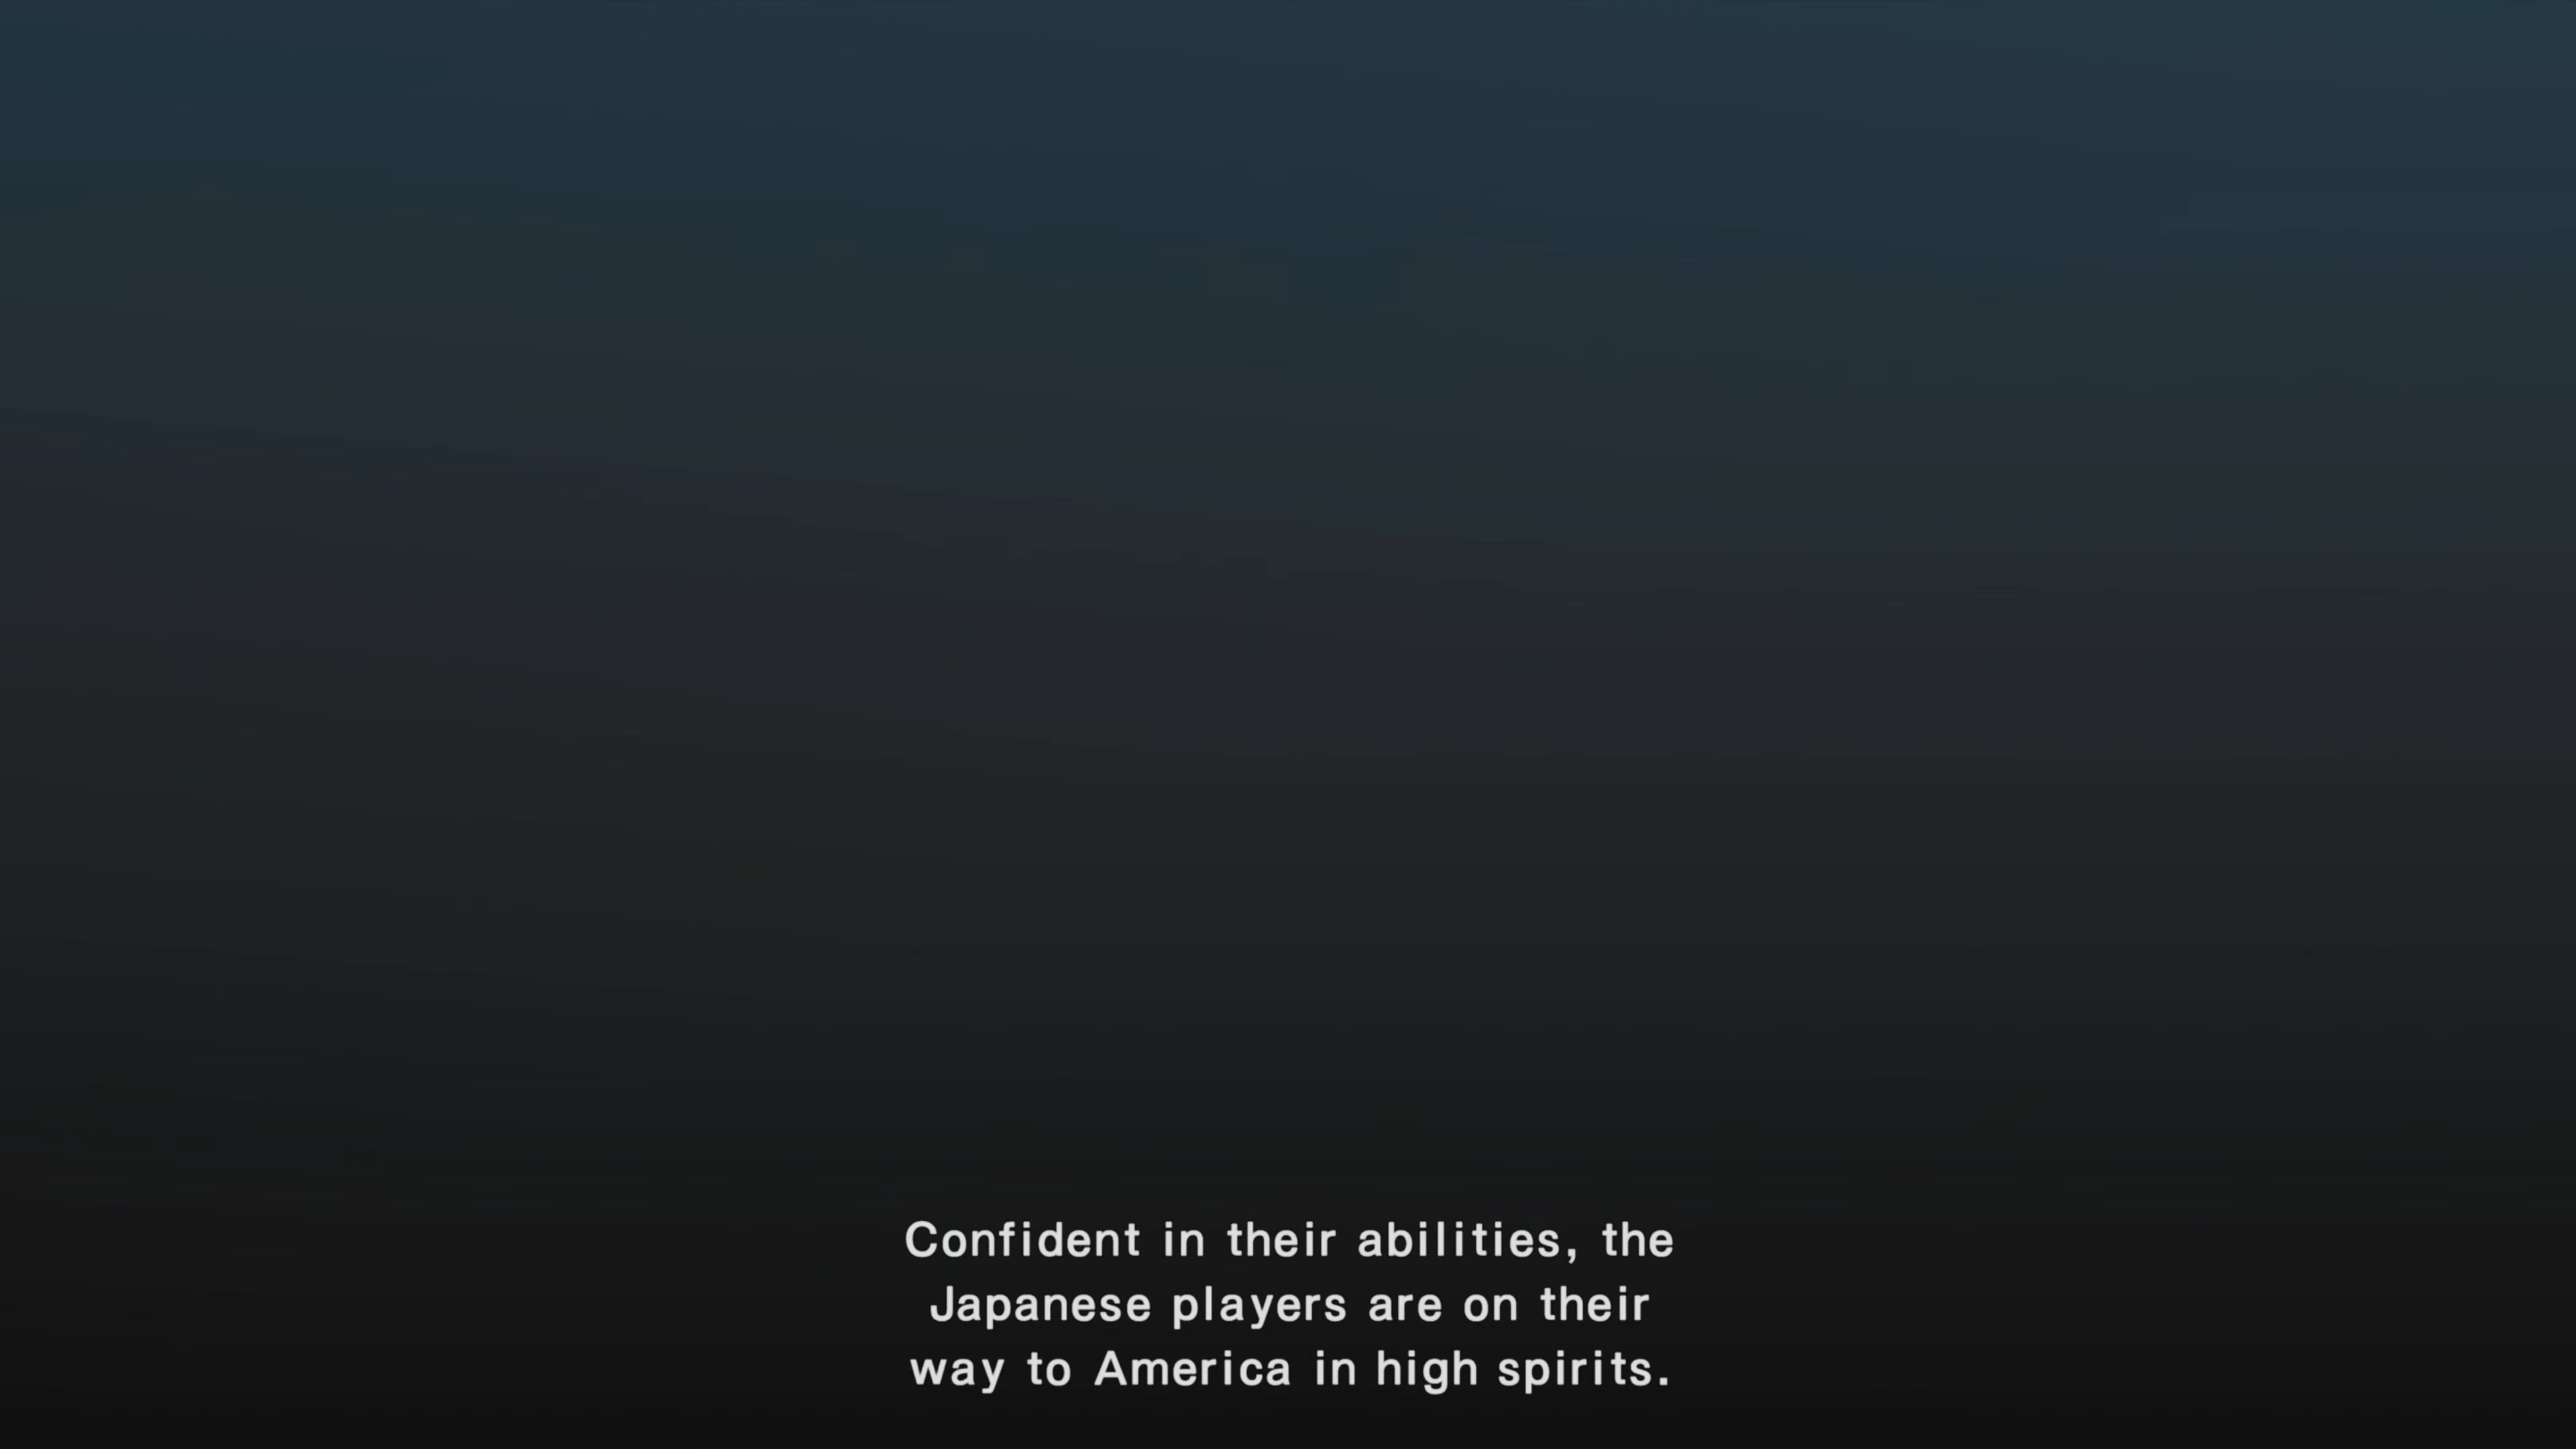 Confident in their abilities, the
Japanese players are on their
way to America in high spirits.